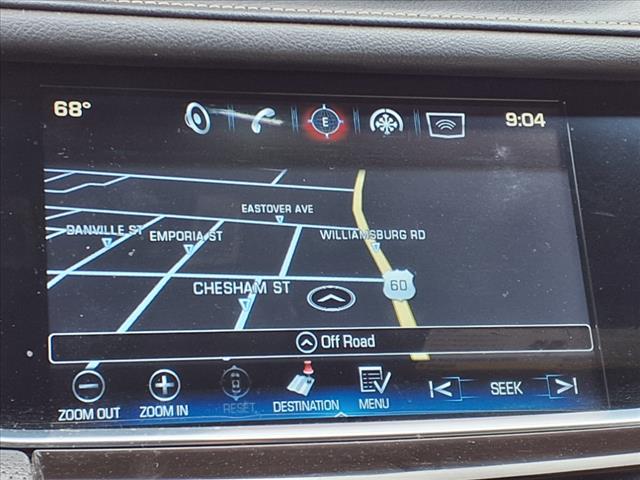 68°
E
9:04
EASTOVER AVE
DANVILLE ST
EMPORIA ST
WILLIAMSBURG RD
CHESHAM ST
60
Off Road
ZOOM OUT
ZOOM IN
RESET
DESTINATION
MENU
SEEK